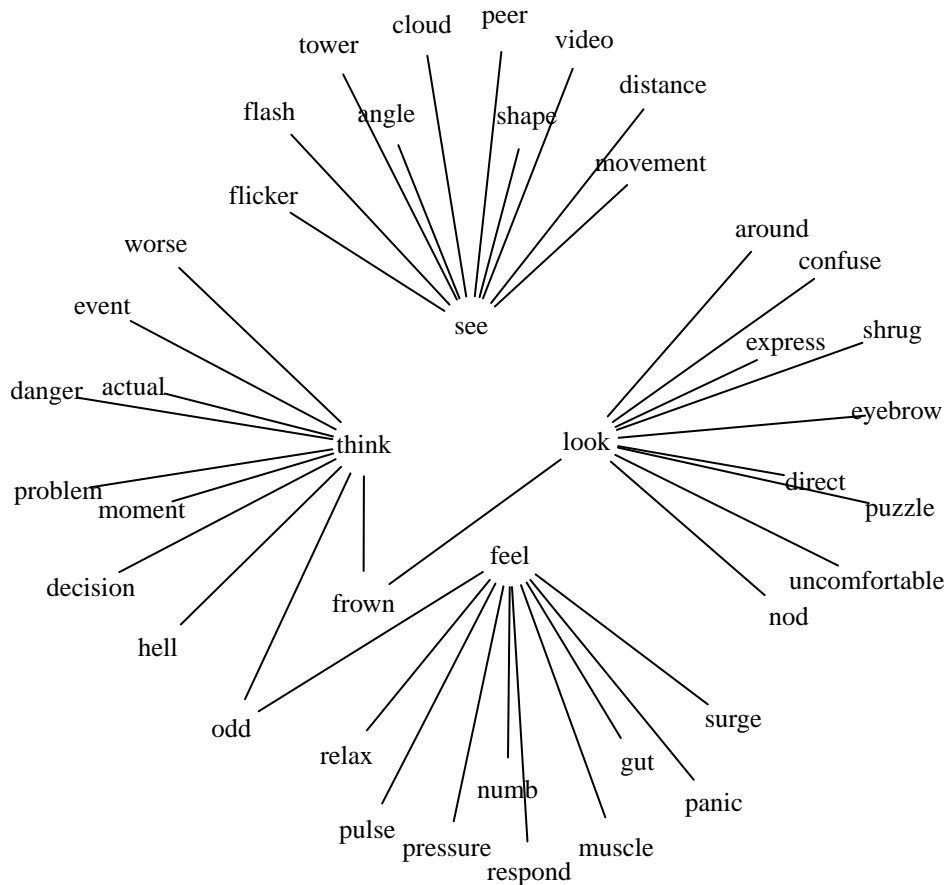 peer
cloud
video
tower
distance
flash
angle
shape
movement
flicker
around
worse
confuse
event
see
shrug
express
danger
actual
eyebrow
think
look
direct
problem
moment
puzzle
feel
uncomfortable
decision
frown
nod
hell
surge
odd
relax
gut
numb
panic
pulse
pressure
muscle
respond